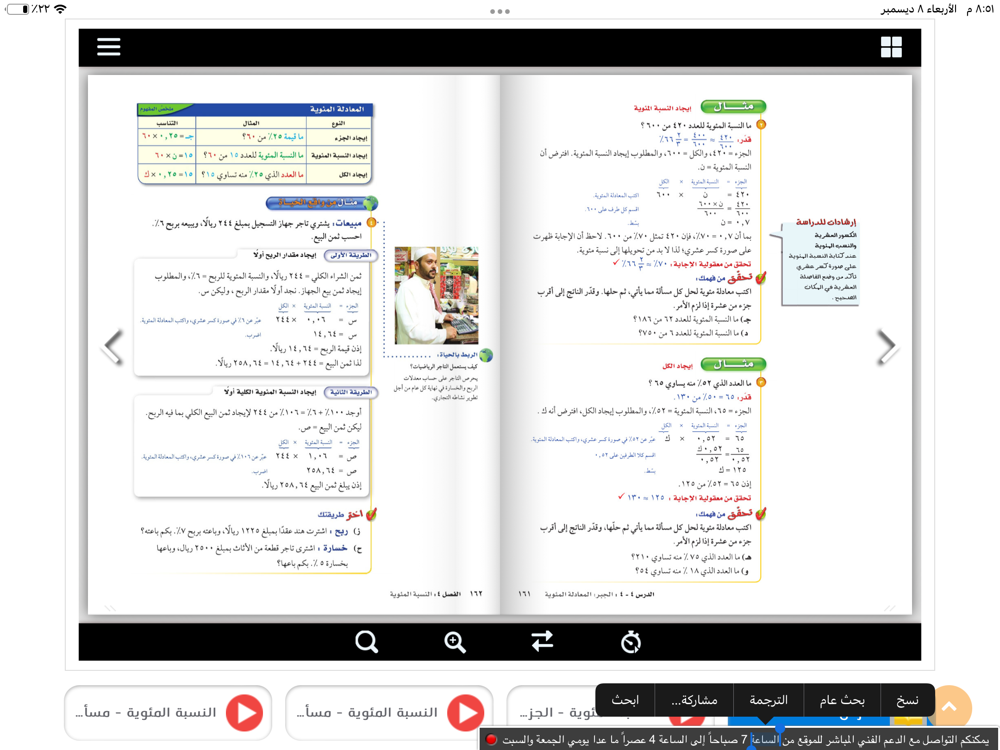 ٨:٥١ م الأربعاء ٨ ديسمبر
٢٢٪
مثــــال
إيجاد النسبة المئوية
٢ ما النسبة المئوية للعدد ٤٢٠ من ٦٠٠ ؟
قدّر: ٤٢٠/٦٠٠ ≈ ٤٠٠/٦٠٠ = ٢/٣ ٦٦٪
الجزء = ٤٢٠، والكل = ٦٠٠، والمطلوب إيجاد النسبة المئوية. افترض أن
النسبة المئوية = ن.
الجزء = النسبة المئوية × الكل
٤٢٠ = ن × ٦٠٠ اكتب المعادلة المئوية.
٤٢٠/٦٠٠ = ن × ٦٠٠/٦٠٠ اقسم كل طرف على ٦٠٠.
٠,٧ = ن بسّط.
بما أن ٠,٧ = ٧٠٪، فإن ٤٢٠ تمثل ٧٠٪ من ٦٠٠. لاحظ أن الإجابة ظهرت
على صورة كسر عشري؛ لذا لا بد من تحويلها إلى نسبة مئوية.
تحقق من معقولية الإجابة: ٧٠٪ ≈ ٢/٣ ٦٦٪ ✓
تحقّق من فهمك:
اكتب معادلة مئوية لحل كل مسألة مما يأتي، ثم حلها. وقدّر الناتج إلى أقرب
جزء من عشرة إذا لزم الأمر.
جـ) ما النسبة المئوية للعدد ٦٢ من ١٨٦؟
د) ما النسبة المئوية للعدد ٦ من ٧٥٠؟
إرشادات للدراسة
الكسور العشرية
والنسب المئوية
عند كتابة النسبة المئوية
على صورة كسر عشري
تأكد من وضع الفاصلة
العشرية في المكان
الصحيح.
مثــــال
إيجاد الكل
٣ ما العدد الذي ٥٢٪ منه يساوي ٦٥ ؟
قدّر: ٦٥ = ٥٠٪ من ١٣٠.
الجزء = ٦٥، النسبة المئوية = ٥٢٪، والمطلوب إيجاد الكل، افترض أنه ك .
الجزء = النسبة المئوية × الكل
٦٥ = ٠,٥٢ × ك عبّر عن ٥٢٪ في صورة كسر عشري، واكتب المعادلة المئوية.
٦٥/٠,٥٢ = ٠,٥٢ ك/٠,٥٢ اقسم كلا الطرفين على ٠,٥٢
١٢٥ = ك بسّط.
إذن ٦٥ = ٥٢٪ من ١٢٥.
تحقق من معقولية الإجابة : ١٢٥ ≈ ١٣٠ ✓
تحقّق من فهمك:
اكتب معادلة مئوية لحل كل مسألة مما يأتي ثم حلّها، وقدّر الناتج إلى أقرب
جزء من عشرة إذا لزم الأمر.
هـ) ما العدد الذي ٧٥ ٪ منه تساوي ٢١٠؟
و) ما العدد الذي ١٨ ٪ منه تساوي ٥٤؟
الدرس ٤ - ٤ : الجبر: المعادلة المئوية ١٦١
المعادلة المئوية
ملخص المفهوم
النوع المثال التناسب
إيجاد الجزء ما قيمة ٢٥٪ من ٦٠؟ جـ = ٠,٢٥ × ٦٠
إيجاد النسبة المئوية ما النسبة المئوية للعدد ١٥ من ٦٠؟ ١٥ = ن × ٦٠
إيجاد الكل ما العدد الذي ٢٥٪ منه تساوي ١٥؟ ١٥ = ٠,٢٥ × ك
مثال من واقع الحياة
٤ مبيعات: يشتري تاجر جهاز التسجيل بمبلغ ٢٤٤ ريالًا، ويبيعه بربح ٦٪.
احسب ثمن البيع.
الطريقة الأولى إيجاد مقدار الربح أولًا
ثمن الشراء الكلي = ٢٤٤ ريالًا، والنسبة المئوية للربح = ٦٪، والمطلوب
إيجاد ثمن بيع الجهاز. نجد أولًا مقدار الربح ، وليكن س.
الجزء = النسبة المئوية × الكل
س = ٠,٠٦ × ٢٤٤ عبّر عن ٦٪ في صورة كسر عشري، واكتب المعادلة المئوية.
س = ١٤,٦٤ اضرب.
إذن قيمة الربح = ١٤,٦٤ ريالًا.
لذا ثمن البيع = ٢٤٤ + ١٤,٦٤ = ٢٥٨,٦٤ ريالًا.
الطريقة الثانية إيجاد النسبة المئوية الكلية أولًا
أوجد ١٠٠٪ + ٦٪ = ١٠٦٪ من ٢٤٤ لإيجاد ثمن البيع الكلي بما فيه الربح.
ليكن ثمن البيع = ص.
الجزء = النسبة المئوية × الكل
ص = ١,٠٦ × ٢٤٤ عبّر عن ١٠٦٪ في صورة كسر عشري، واكتب المعادلة المئوية.
ص = ٢٥٨,٦٤ اضرب.
إذن يبلغ ثمن البيع ٢٥٨,٦٤ ريالًا.
اختر طريقتك
ز) ربح : اشترت هند عقدًا بمبلغ ١٢٢٥ ريالًا، وباعته بربح ٧٪. بكم باعته؟
ح) خسارة : اشترى تاجر قطعة من الأثاث بمبلغ ٢٥٠٠ ريال، وباعها
بخسارة ٥ ٪. بكم باعها؟
الربط بالحياة:
كيف يستعمل التاجر الرياضيات؟
يحرص التاجر على حساب معدلات
الربح والخسارة في نهاية كل عام من أجل
تطوير نشاطه التجاري.
١٦٢ الفصل ٤: النسبة المئوية
نسخ بحث عام الترجمة مشاركة... ابحث
ئوية - الجز...
النسبة المئوية - مسأ...
النسبة المئوية - مسأ...
يمكنكم التواصل مع الدعم الفني المباشر للموقع من الساعة 7 صباحاً إلى الساعة 4 عصراً ما عدا يومي الجمعة والسبت